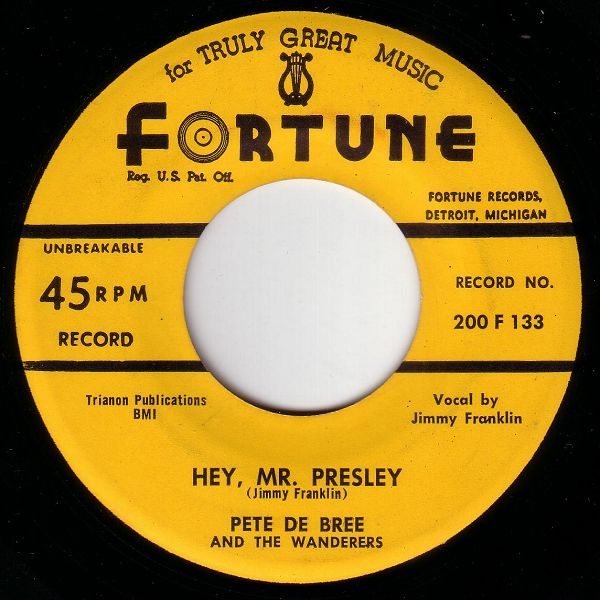 for TRULY GREAT MUSIC
FORTUNE
Reg. U.S. Pat. Off.
FORTUNE RECORDS,
DETROIT, MICHIGAN
UNBREAKABLE
45 RPM
RECORD
RECORD NO.
200 F 133
Trianon Publications
BMI
Vocal by
Jimmy Franklin
HEY, MR. PRESLEY
(Jimmy Franklin)
PETE DE BREE
AND THE WANDERERS